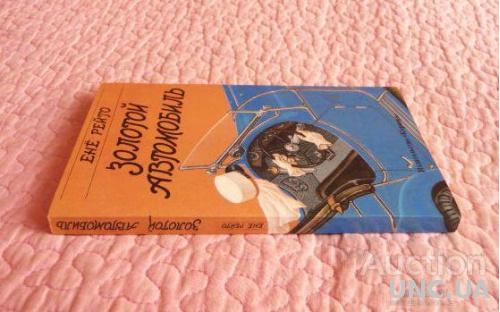 ЕНЁ РЕЙТО
ЗОЛОТОЙ
АВТОМОБИЛЬ
ЕНЁ РЕЙТО ЗОЛОТОЙ АВТОМОБИЛЬ
Auction
UNC.UA